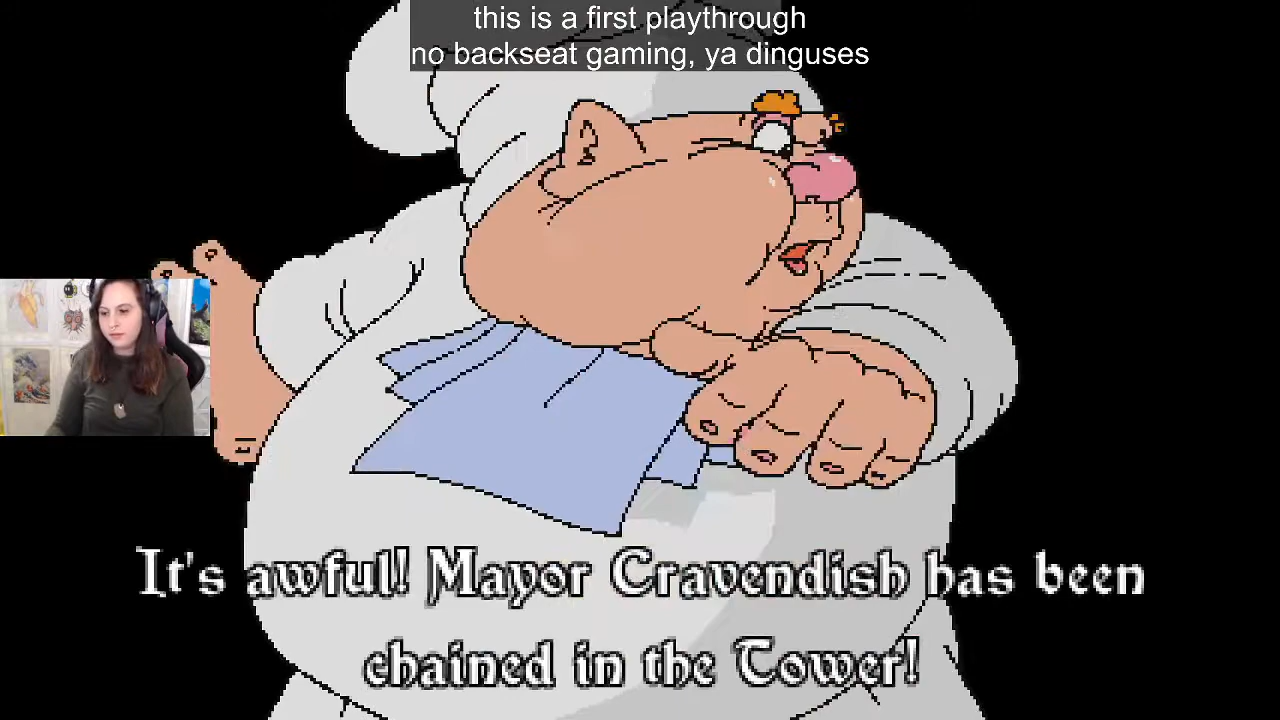 this is a first playthrough
no backseat gaming, ya dinguses
It's awful! Mayor Cravendish has been
chained in the Tower!